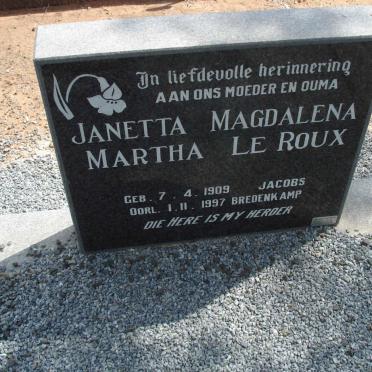 In liefdevolle herinnering
AAN ONS MOEDER EN OUMA
JANETTA MAGDALENA
MARTHA LE ROUX
GEB. 7. 4. 1909 JACOBS
OORL. 1. 11. 1997 BREDENKAMP
DIE HERE IS MY HERDER